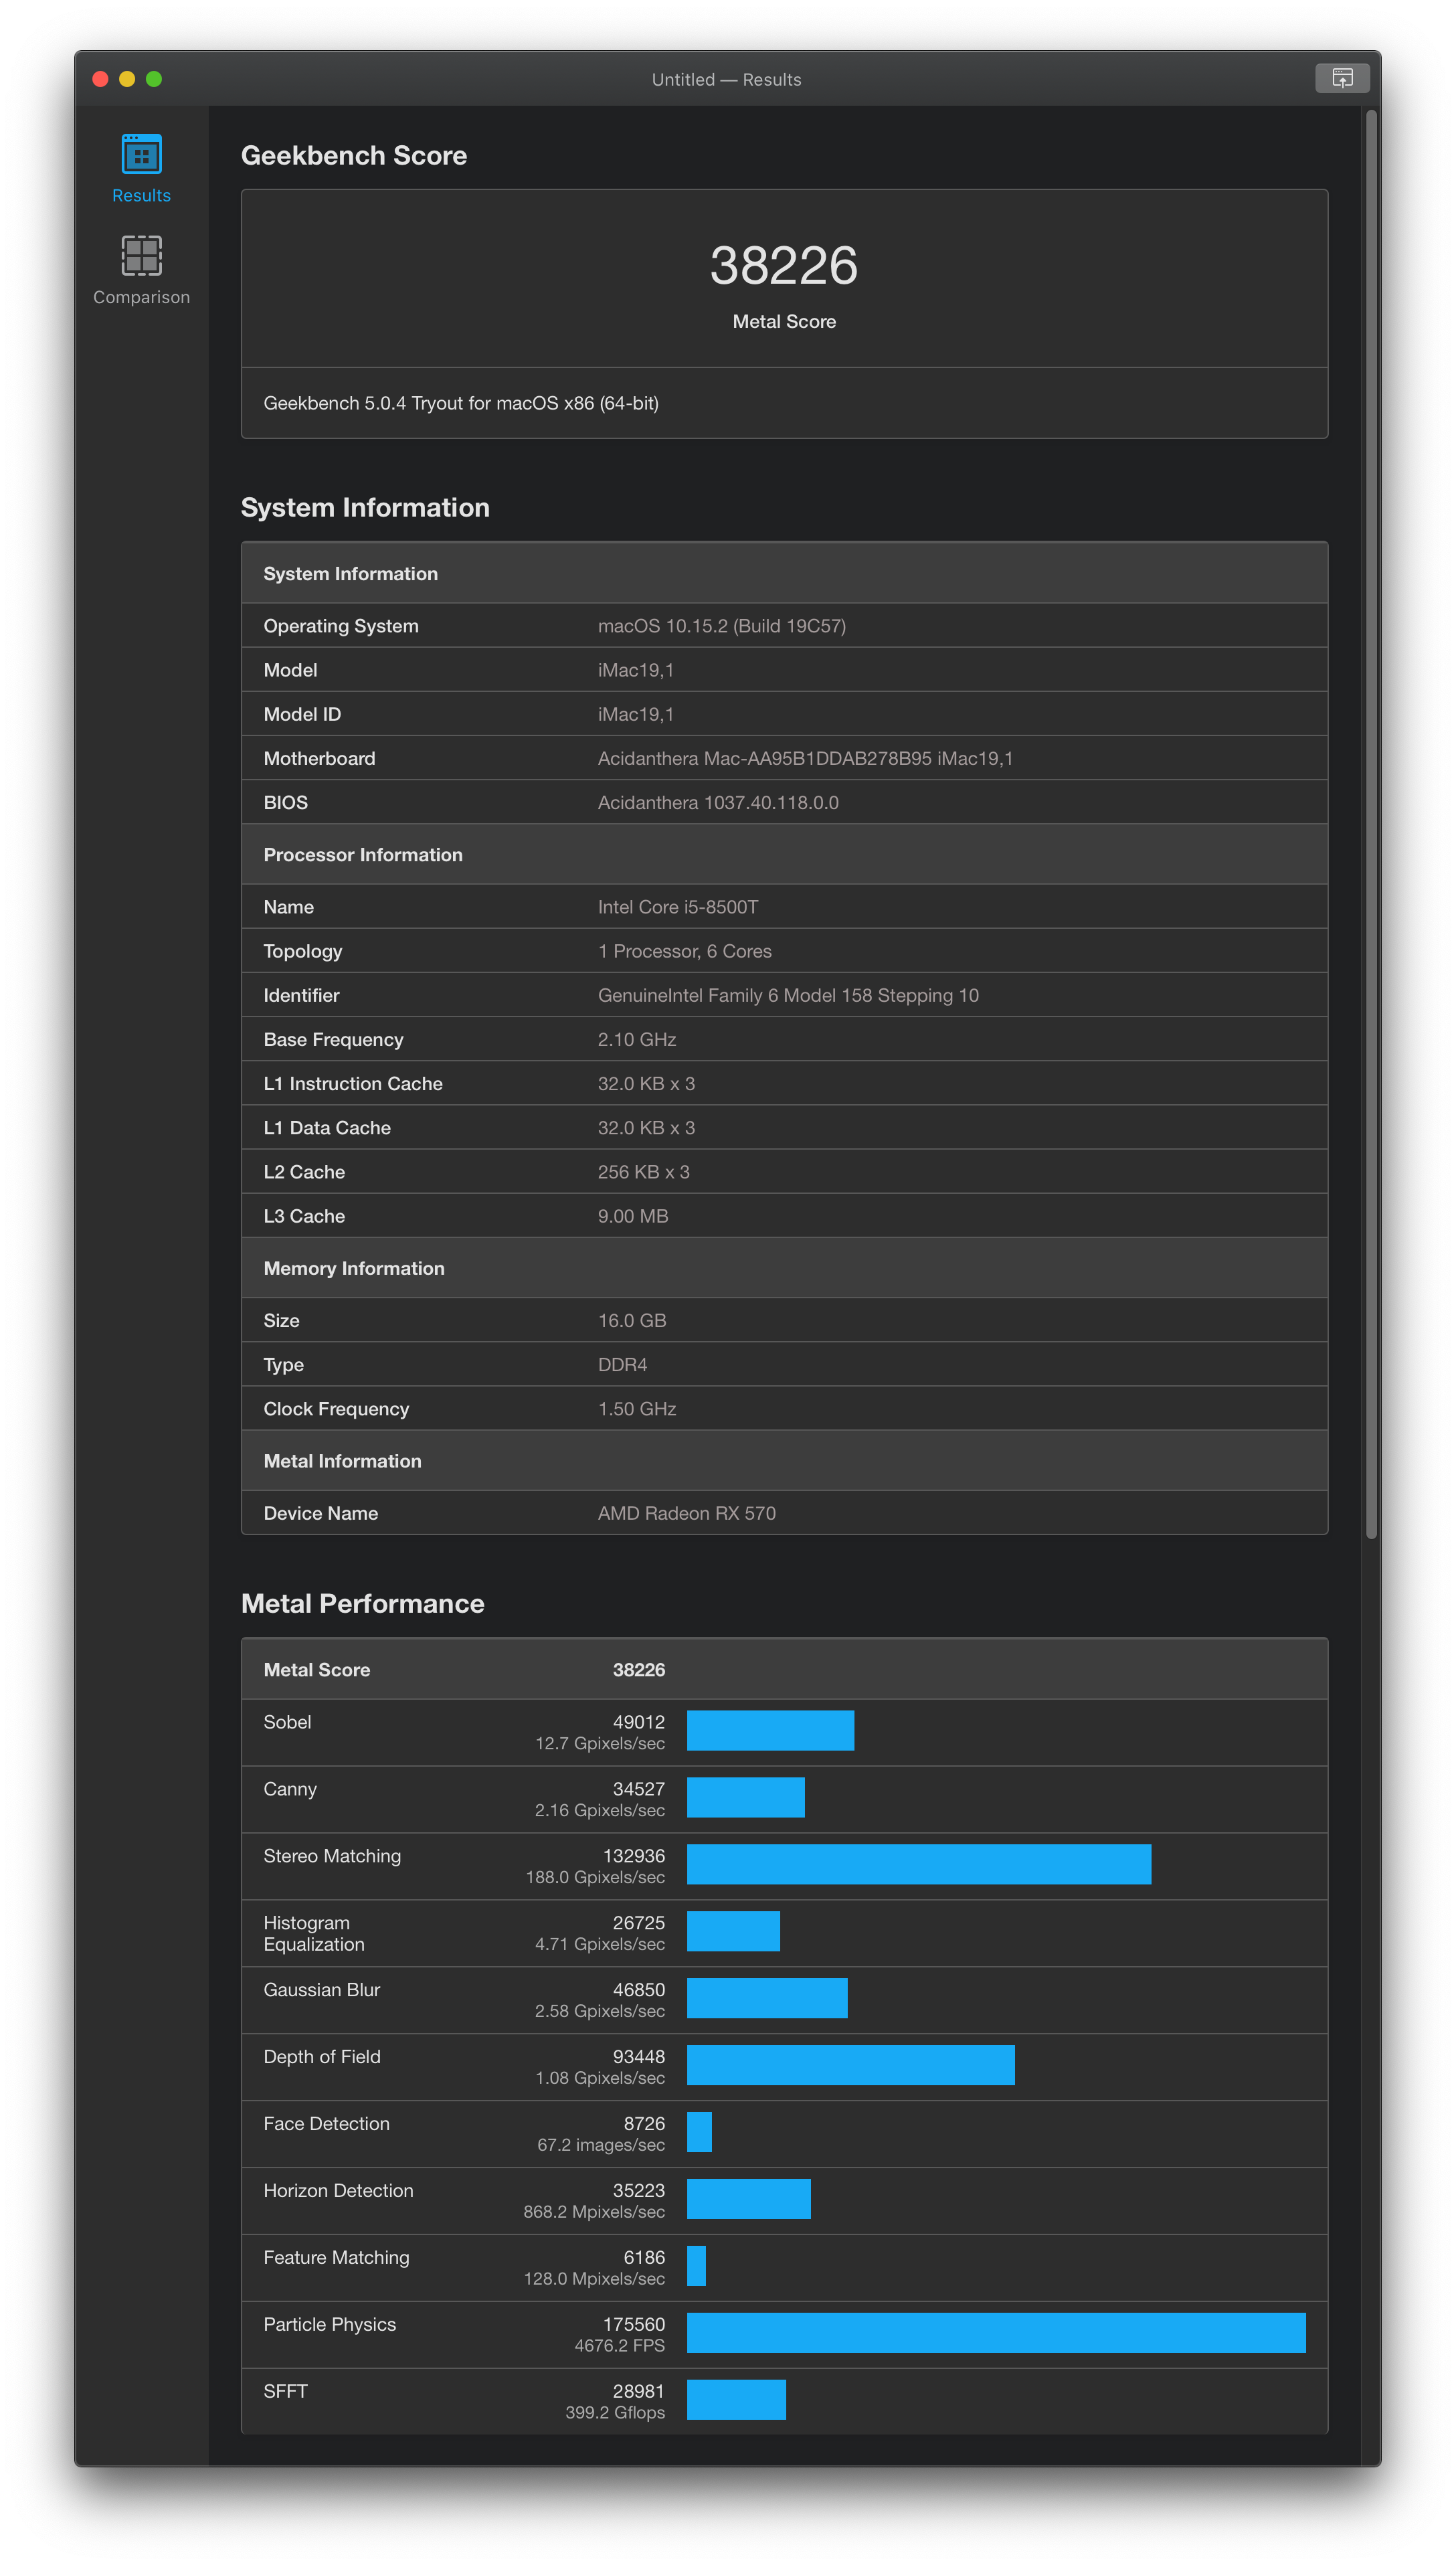 Untitled — Results
Results
Comparison
Geekbench Score
38226
Metal Score
Geekbench 5.0.4 Tryout for macOS x86 (64-bit)
System Information
System Information
Operating System macOS 10.15.2 (Build 19C57)
Model iMac19,1
Model ID iMac19,1
Motherboard Acidanthera Mac-AA95B1DDAB278B95 iMac19,1
BIOS Acidanthera 1037.40.118.0.0
Processor Information
Name Intel Core i5-8500T
Topology 1 Processor, 6 Cores
Identifier GenuineIntel Family 6 Model 158 Stepping 10
Base Frequency 2.10 GHz
L1 Instruction Cache 32.0 KB x 3
L1 Data Cache 32.0 KB x 3
L2 Cache 256 KB x 3
L3 Cache 9.00 MB
Memory Information
Size 16.0 GB
Type DDR4
Clock Frequency 1.50 GHz
Metal Information
Device Name AMD Radeon RX 570
Metal Performance
Metal Score 38226
Sobel 49012
12.7 Gpixels/sec
Canny 34527
2.16 Gpixels/sec
Stereo Matching 132936
188.0 Gpixels/sec
Histogram 26725
Equalization 4.71 Gpixels/sec
Gaussian Blur 46850
2.58 Gpixels/sec
Depth of Field 93448
1.08 Gpixels/sec
Face Detection 8726
67.2 images/sec
Horizon Detection 35223
868.2 Mpixels/sec
Feature Matching 6186
128.0 Mpixels/sec
Particle Physics 175560
4676.2 FPS
SFFT 28981
399.2 Gflops